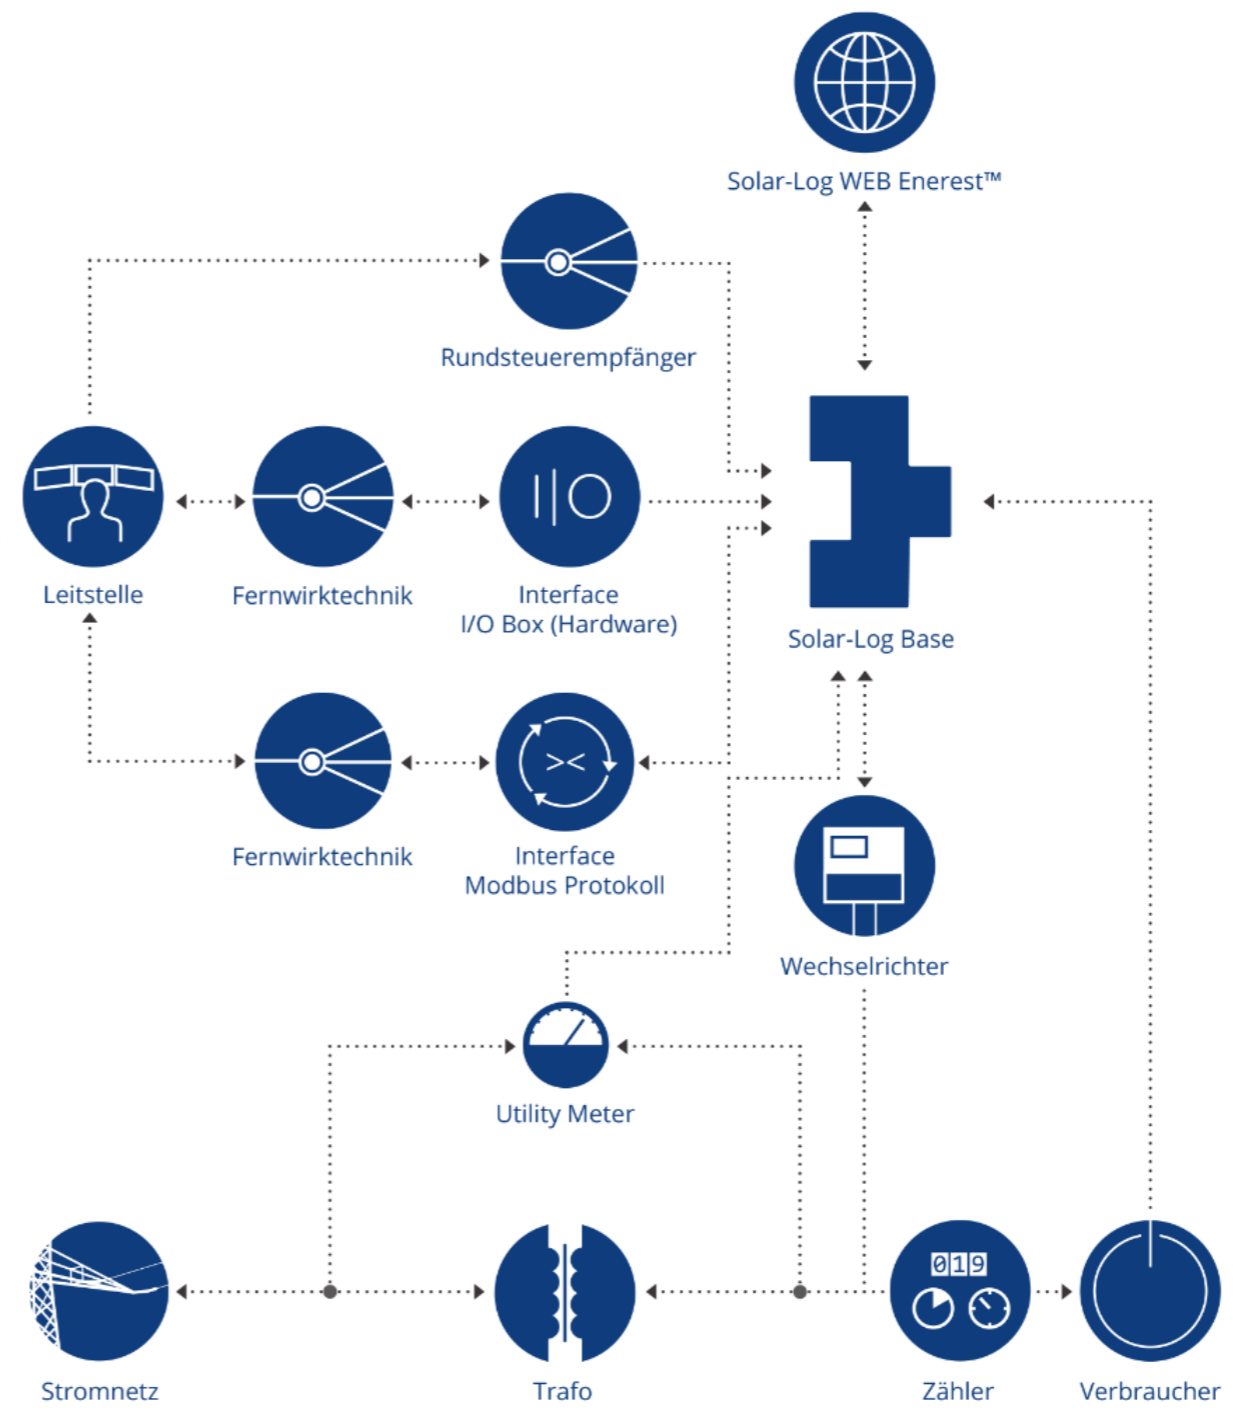 Solar-Log WEB Enerest™
Rundsteuerempfänger
I/O
Leitstelle
Fernwirktechnik
Interface
I/O Box (Hardware)
Solar-Log Base
><
Fernwirktechnik
Interface
Modbus Protokoll
Wechselrichter
Utility Meter
019
Stromnetz
Trafo
Zähler
Verbraucher